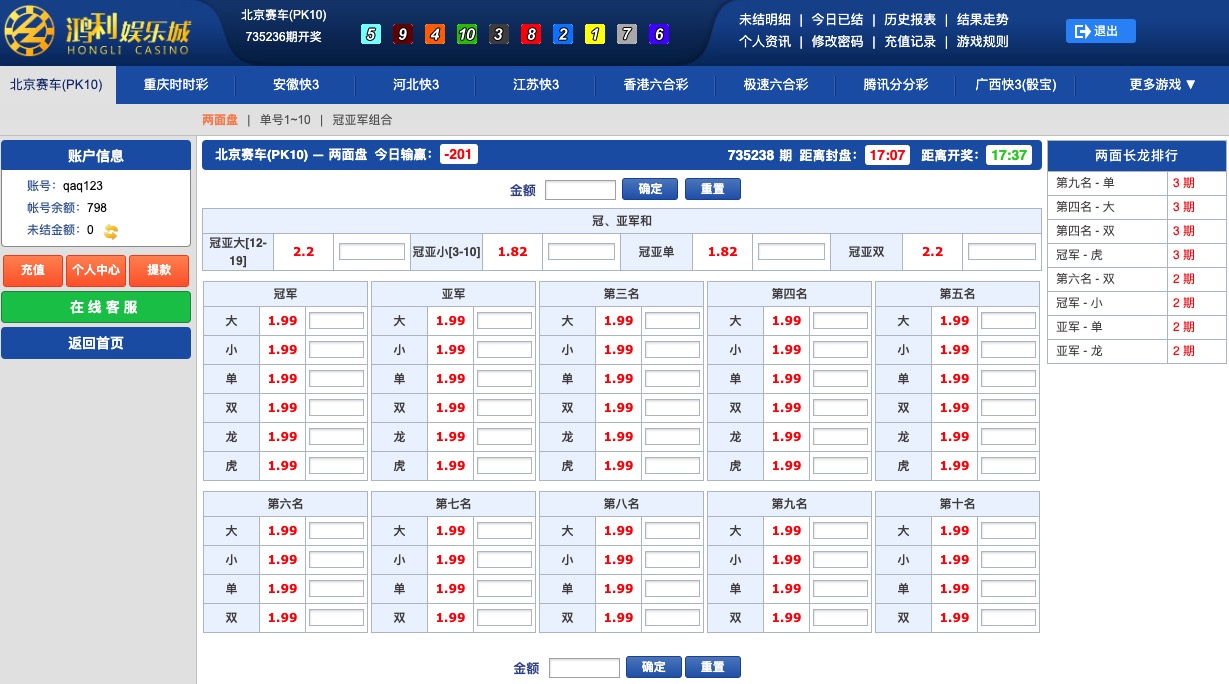 鸿利娱乐城
HONGLI CASINO
北京赛车(PK10)
735236期开奖
5 9 4 10 3 8 2 1 7 6
未结明细 | 今日已结 | 历史报表 | 结果走势
个人资讯 | 修改密码 | 充值记录 | 游戏规则
退出
北京赛车(PK10) 重庆时时彩 安徽快3 河北快3 江苏快3 香港六合彩 极速六合彩 腾讯分分彩 广西快3(骰宝) 更多游戏 ▼
两面盘 | 单号1~10 | 冠亚军组合
账户信息
账号: qaq123
帐号余额: 798
未结金额: 0
充值 个人中心 提款
在线客服
返回首页
北京赛车(PK10) — 两面盘 今日输赢: -201 735238 期 距离封盘: 17:07 距离开奖: 17:37
金额 确定 重置
冠、亚军和
冠亚大[12-19] 2.2 冠亚小[3-10] 1.82 冠亚单 1.82 冠亚双 2.2
冠军 亚军 第三名 第四名 第五名
大 1.99 大 1.99 大 1.99 大 1.99 大 1.99
小 1.99 小 1.99 小 1.99 小 1.99 小 1.99
单 1.99 单 1.99 单 1.99 单 1.99 单 1.99
双 1.99 双 1.99 双 1.99 双 1.99 双 1.99
龙 1.99 龙 1.99 龙 1.99 龙 1.99 龙 1.99
虎 1.99 虎 1.99 虎 1.99 虎 1.99 虎 1.99
第六名 第七名 第八名 第九名 第十名
大 1.99 大 1.99 大 1.99 大 1.99 大 1.99
小 1.99 小 1.99 小 1.99 小 1.99 小 1.99
单 1.99 单 1.99 单 1.99 单 1.99 单 1.99
双 1.99 双 1.99 双 1.99 双 1.99 双 1.99
金额 确定 重置
两面长龙排行
第九名 - 单 3 期
第四名 - 大 3 期
第四名 - 双 3 期
冠军 - 虎 3 期
第六名 - 双 2 期
冠军 - 小 2 期
亚军 - 单 2 期
亚军 - 龙 2 期